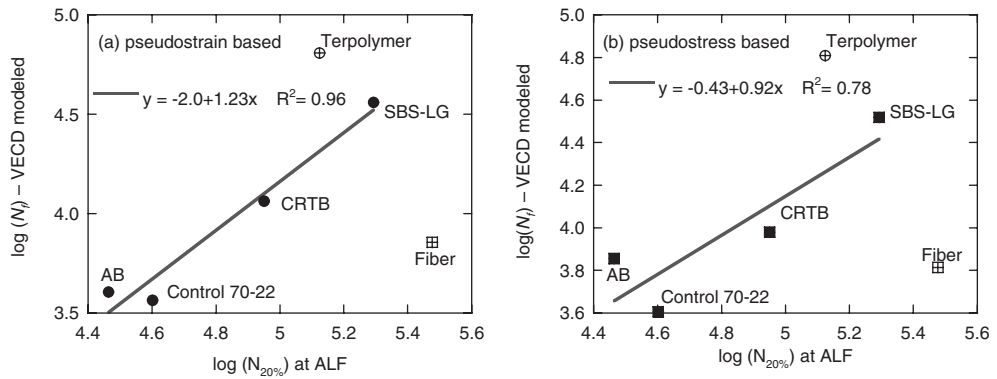 (a) pseudostrain based
Terpolymer
y = -2.0+1.23x R²= 0.96
SBS-LG
CRTB
Fiber
AB
Control 70-22
log (Nf) – VECD modeled
5.0
4.5
4.0
3.5
4.4 4.6 4.8 5 5.2 5.4 5.6
log (N20%) at ALF
(b) pseudostress based
Terpolymer
y = -0.43+0.92x R²= 0.78
SBS-LG
CRTB
Fiber
AB
Control 70-22
log(Nf) – VECD modeled
5.0
4.8
4.6
4.4
4.2
4.0
3.8
3.6
4.4 4.6 4.8 5 5.2 5.4 5.6
log (N20%) at ALF